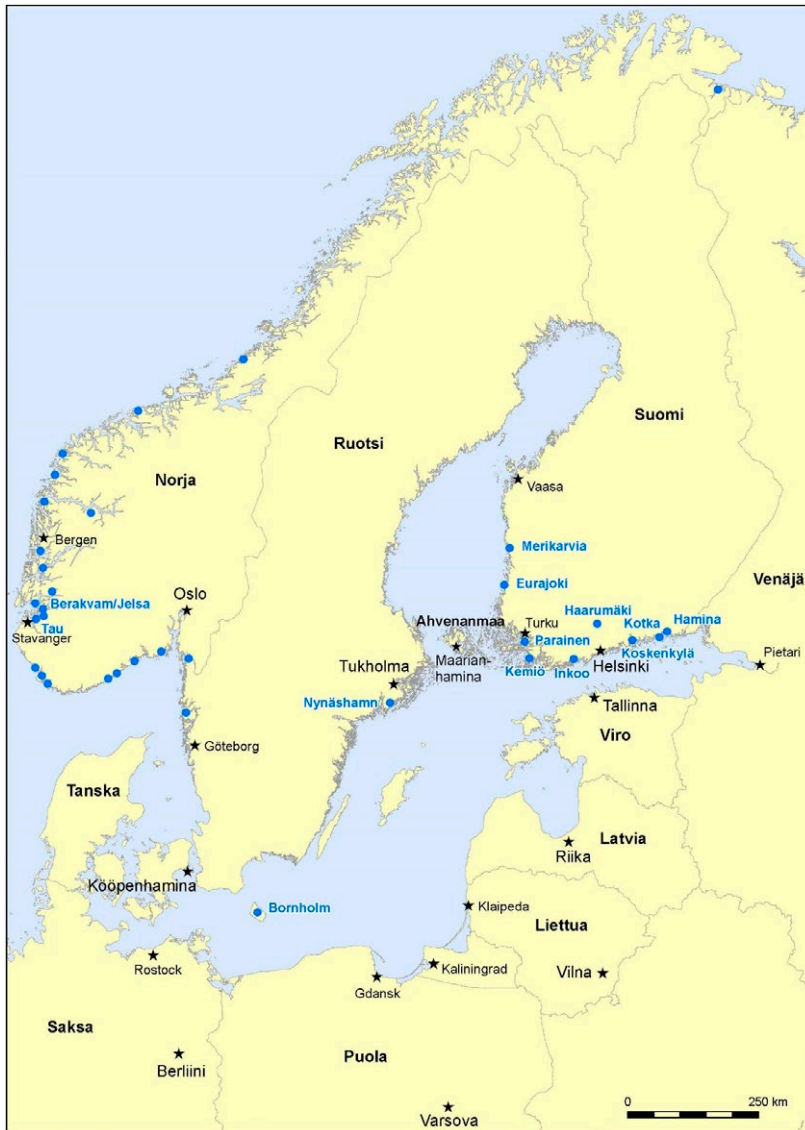 Suomi
Ruotsi
Vaasa
Norja
Bergen
Merikarvia
Venäjä
Eurajoki
Berakvam/Jelsa
Oslo
Haarumäki
Kotka
Hamina
Ahvenanmaa
Turku
Tau
Stavanger
Parainen
Koskenkylä
Maarian-
hamina
Helsinki
Pietari
Tukholma
Kemiö
Inkoo
Nynäshamn
Tallinna
Viro
Göteborg
Tanska
Latvia
Riika
Kööpenhamina
Bornholm
Klaipeda
Liettua
Rostock
Kaliningrad
Vilna
Gdansk
Saksa
Puola
Berliini
0
250 km
Varsova